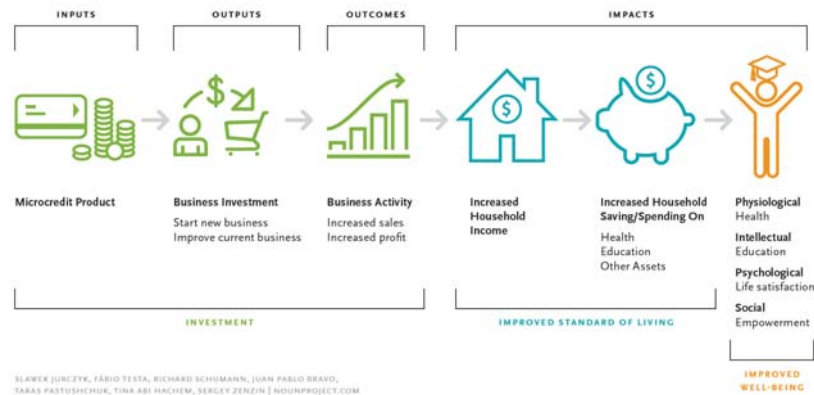 INPUTS
OUTPUTS
OUTCOMES
IMPACTS
$
$
$
Microcredit Product
Business Investment
Start new business
Improve current business
Business Activity
Increased sales
Increased profit
Increased
Household
Income
Increased Household
Saving/Spending On
Health
Education
Other Assets
Physiological
Health
Intellectual
Education
Psychological
Life satisfaction
Social
Empowerment
INVESTMENT
IMPROVED STANDARD OF LIVING
IMPROVED
WELL-BEING
SLAWEK JURCZYK, FÁBIO TESTA, RICHARD SCHUMANN, JUAN PABLO BRAVO,
TARAS PASTUSHCHUK, TINA ABI HACHEM, SERGEY ZENZIN | NOUNPROJECT.COM